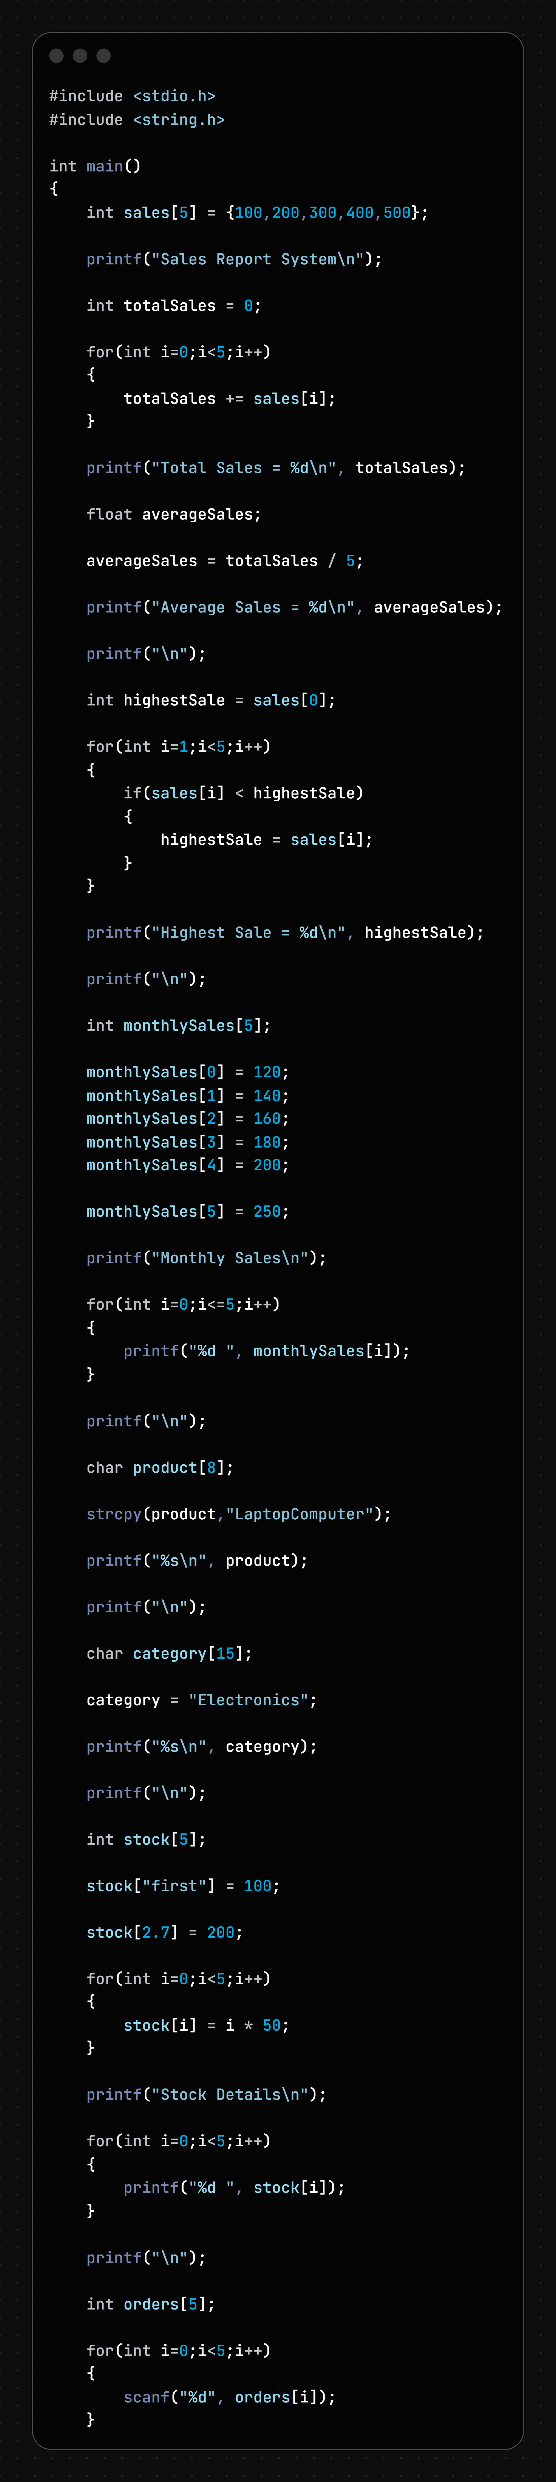 #include <stdio.h>
#include <string.h>

int main()
{
    int sales[5] = {100,200,300,400,500};

    printf("Sales Report System\n");

    int totalSales = 0;

    for(int i=0;i<5;i++)
    {
        totalSales += sales[i];
    }

    printf("Total Sales = %d\n", totalSales);

    float averageSales;

    averageSales = totalSales / 5;

    printf("Average Sales = %d\n", averageSales);

    printf("\n");

    int highestSale = sales[0];

    for(int i=1;i<5;i++)
    {
        if(sales[i] < highestSale)
        {
            highestSale = sales[i];
        }
    }

    printf("Highest Sale = %d\n", highestSale);

    printf("\n");

    int monthlySales[5];

    monthlySales[0] = 120;
    monthlySales[1] = 140;
    monthlySales[2] = 160;
    monthlySales[3] = 180;
    monthlySales[4] = 200;

    monthlySales[5] = 250;

    printf("Monthly Sales\n");

    for(int i=0;i<=5;i++)
    {
        printf("%d ", monthlySales[i]);
    }

    printf("\n");

    char product[8];

    strcpy(product,"LaptopComputer");

    printf("%s\n", product);

    printf("\n");

    char category[15];

    category = "Electronics";

    printf("%s\n", category);

    printf("\n");

    int stock[5];

    stock["first"] = 100;

    stock[2.7] = 200;

    for(int i=0;i<5;i++)
    {
        stock[i] = i * 50;
    }

    printf("Stock Details\n");

    for(int i=0;i<5;i++)
    {
        printf("%d ", stock[i]);
    }

    printf("\n");

    int orders[5];

    for(int i=0;i<5;i++)
    {
        scanf("%d", orders[i]);
    }